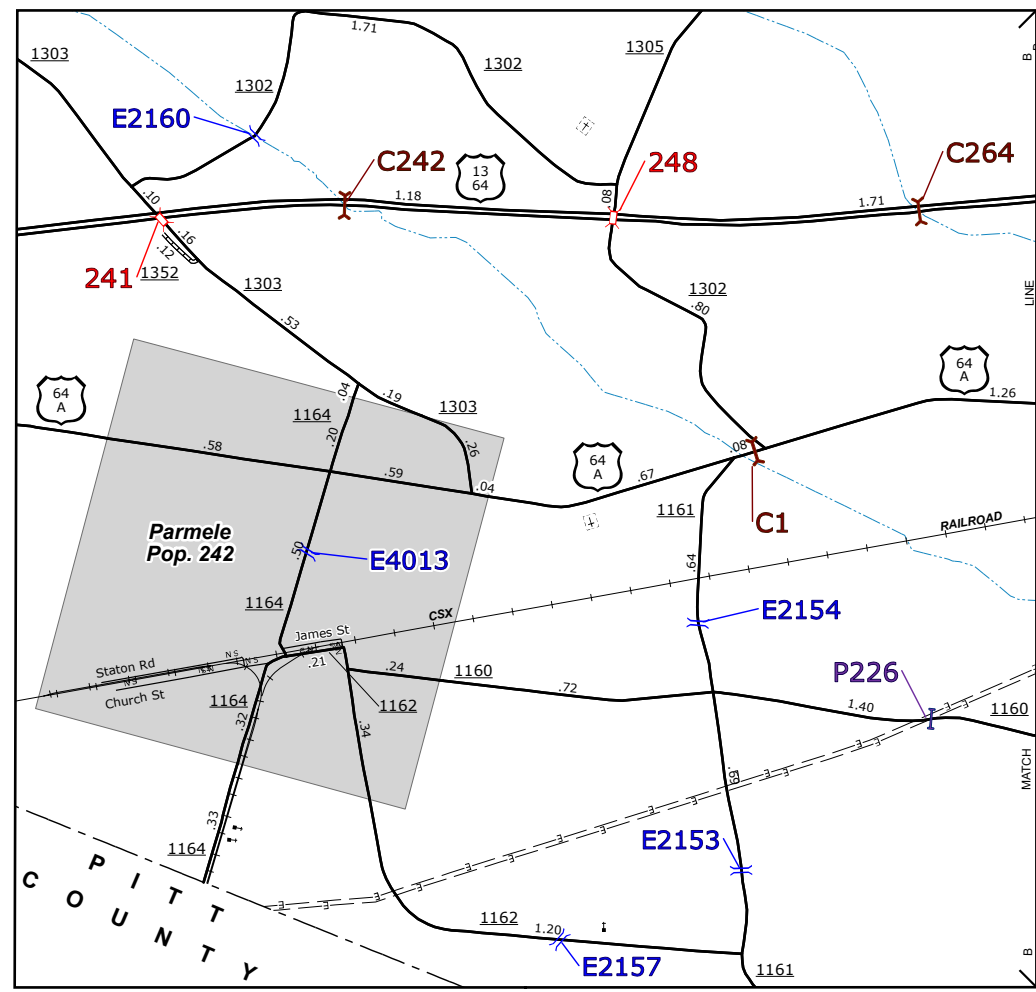 1303
1.71
1305
B
1302
1302
E2160
C242
13
64
248
C264
.10
1.18
.08
1.71
.16
.12
241
1352
1303
1302
LINE
.53
.80
64
A
64
A
.04
.19
1303
1.26
1164
.20
.26
.58
.59
.04
64
A
.67
.08
1161
C1
Parmele
Pop. 242
RAILROAD
.50
E4013
.64
1164
CSX
E2154
James St
N S
N S
.21
Staton Rd
Church St
.24
1160
P226
1164
1162
.72
1.40
1160
.32
.34
MATCH
.69
.33
E2153
1164
PITT
COUNTY
1162
1.20
E2157
1161
B